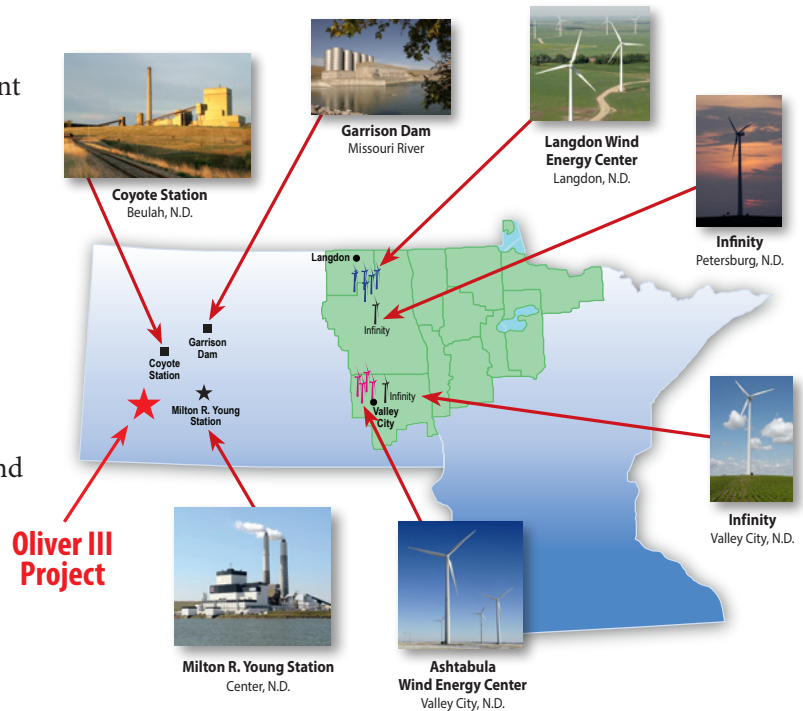 nt
nd
Coyote Station
Beulah, N.D.
Garrison Dam
Missouri River
Langdon Wind
Energy Center
Langdon, N.D.
Infinity
Petersburg, N.D.
Langdon
Infinity
Garrison
Dam
Coyote
Station
Milton R. Young
Station
Infinity
Valley
City
Oliver III
Project
Infinity
Valley City, N.D.
Milton R. Young Station
Center, N.D.
Ashtabula
Wind Energy Center
Valley City, N.D.